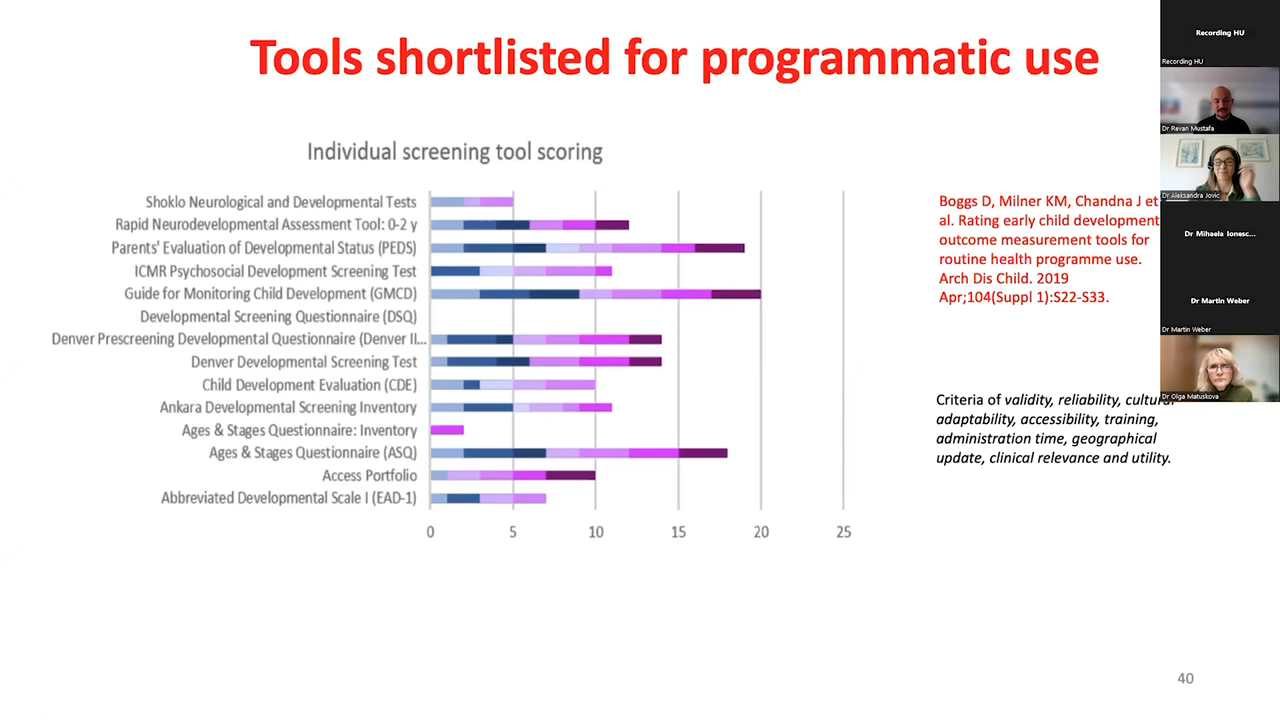 Tools shortlisted for programmatic use
Individual screening tool scoring
Shoklo Neurological and Developmental Tests
Rapid Neurodevelopmental Assessment Tool: 0-2 y
Parents' Evaluation of Developmental Status (PEDS)
ICMR Psychosocial Development Screening Test
Guide for Monitoring Child Development (GMCD)
Developmental Screening Questionnaire (DSQ)
Denver Prescreening Developmental Questionnaire (Denver II...
Denver Developmental Screening Test
Child Development Evaluation (CDE)
Ankara Developmental Screening Inventory
Ages & Stages Questionnaire: Inventory
Ages & Stages Questionnaire (ASQ)
Access Portfolio
Abbreviated Developmental Scale I (EAD-1)
0 5 10 15 20 25
Boggs D, Milner KM, Chandna J et
al. Rating early child development
outcome measurement tools for
routine health programme use.
Arch Dis Child. 2019
Apr;104(Suppl 1):S22-S33.
Criteria of validity, reliability,
adaptability, accessibility, training,
administration time, geographical
update, clinical relevance and utility.
40
Recording HU
Recording HU
Dr Revan Mustafa
Dr Aleksandra Jovic
Dr Mihaela Ionesc...
Dr Martin Weber
Dr Martin Weber
Dr Olga Matuskova